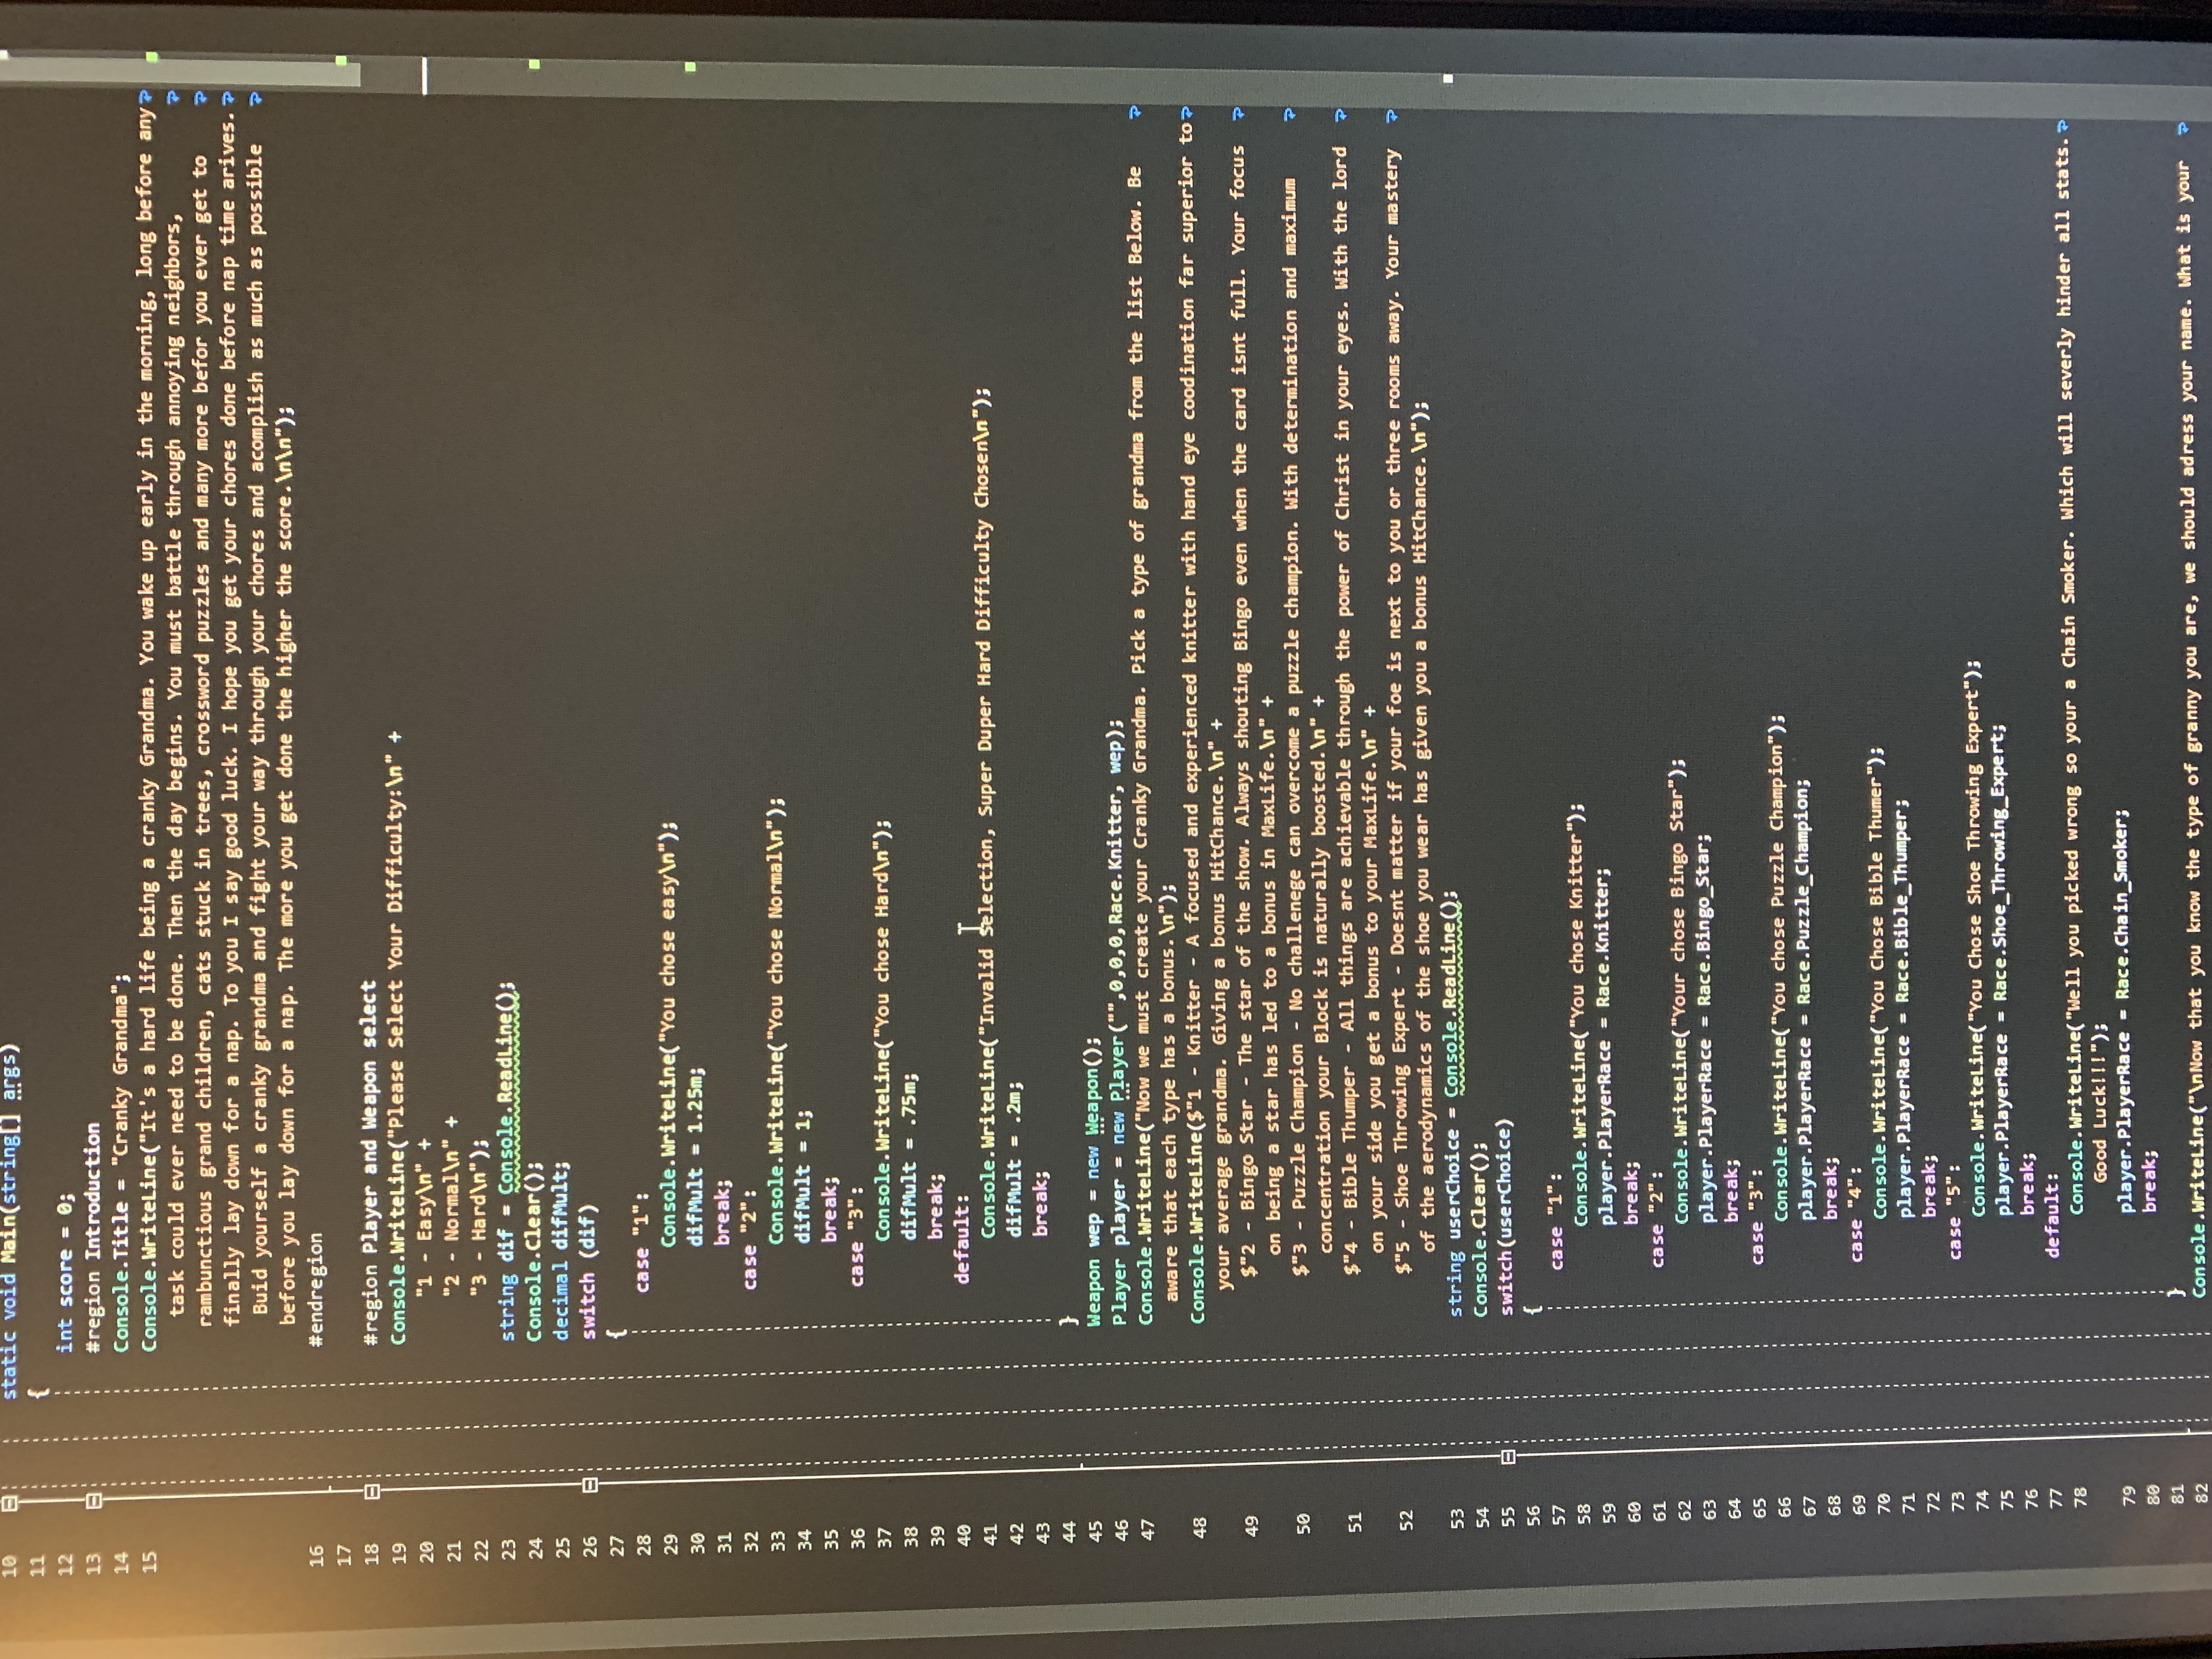 10 static void Main(string[] args)
11 {
12 int score = 0;
13 #region Introduction
14 Console.Title = "Cranky Grandma";
15 Console.WriteLine("It's a hard life being a cranky Grandma. You wake up early in the morning, long before any
task could ever need to be done. Then the day begins. You must battle through annoying neighbors,
rambunctious grand children, cats stuck in trees, crossword puzzles and many more befor you ever get to
finally lay down for a nap. To you I say good luck. I hope you get your chores done before nap time arives.
Buid yourself a cranky grandma and fight your way through your chores and acomplish as much as possible
before you lay down for a nap. The more you get done the higher the score.\n\n");
16 #endregion
17
18 #region Player and Weapon select
19 Console.WriteLine("Please Select Your Difficulty:\n" +
20 "1 - Easy\n" +
21 "2 - Normal\n" +
22 "3 - Hard\n");
23 string dif = Console.ReadLine();
24 Console.Clear();
25 decimal difMult;
26 switch (dif)
27 {
28 case "1":
29 Console.WriteLine("You chose easy\n");
30 difMult = 1.25m;
31 break;
32 case "2":
33 Console.WriteLine("You chose Normal\n");
34 difMult = 1;
35 break;
36 case "3":
37 Console.WriteLine("You chose Hard\n");
38 difMult = .75m;
39 break;
40 default:
41 Console.WriteLine("Invalid Selection, Super Duper Hard Difficulty Chosen\n");
42 difMult = .2m;
43 break;
44 }
45 Weapon wep = new Weapon();
46 Player player = new Player("",0,0,0,Race.Knitter, wep);
47 Console.WriteLine("Now we must create your Cranky Grandma. Pick a type of grandma from the list Below. Be
aware that each type has a bonus.\n");
48 Console.WriteLine($"1 - Knitter - A focused and experienced knitter with hand eye coodination far superior to
your average grandma. Giving a bonus HitChance.\n" +
49 $"2 - Bingo Star - The star of the show. Always shouting Bingo even when the card isnt full. Your focus
on being a star has led to a bonus in MaxLife.\n" +
50 $"3 - Puzzle Champion - No challenege can overcome a puzzle champion. With determination and maximum
concentration your Block is naturally boosted.\n" +
51 $"4 - Bible Thumper - All things are achievable through the power of Christ in your eyes. With the lord
on your side you get a bonus to your MaxLife.\n" +
52 $"5 - Shoe Throwing Expert - Doesnt matter if your foe is next to you or three rooms away. Your mastery
of the aerodynamics of the shoe you wear has given you a bonus HitChance.\n");
53 string userChoice = Console.ReadLine();
54 Console.Clear();
55 switch(userChoice)
56 {
57 case "1":
58 Console.WriteLine("You chose Knitter");
59 player.PlayerRace = Race.Knitter;
60 break;
61 case "2":
62 Console.WriteLine("Your chose Bingo Star");
63 player.PlayerRace = Race.Bingo_Star;
64 break;
65 case "3":
66 Console.WriteLine("You chose Puzzle Champion");
67 player.PlayerRace = Race.Puzzle_Champion;
68 break;
69 case "4":
70 Console.WriteLine("You Chose Bible Thumer");
71 player.PlayerRace = Race.Bible_Thumper;
72 break;
73 case "5":
74 Console.WriteLine("You Chose Shoe Throwing Expert");
75 player.PlayerRace = Race.Shoe_Throwing_Expert;
76 break;
77 default:
78 Console.WriteLine("Well you picked wrong so your a Chain Smoker. Which will severly hinder all stats.
Good Luck!!!");
79 player.PlayerRace = Race.Chain_Smoker;
80 break;
81 }
82 Console.WriteLine("\nNow that you know the type of granny you are, we should adress your name. What is your